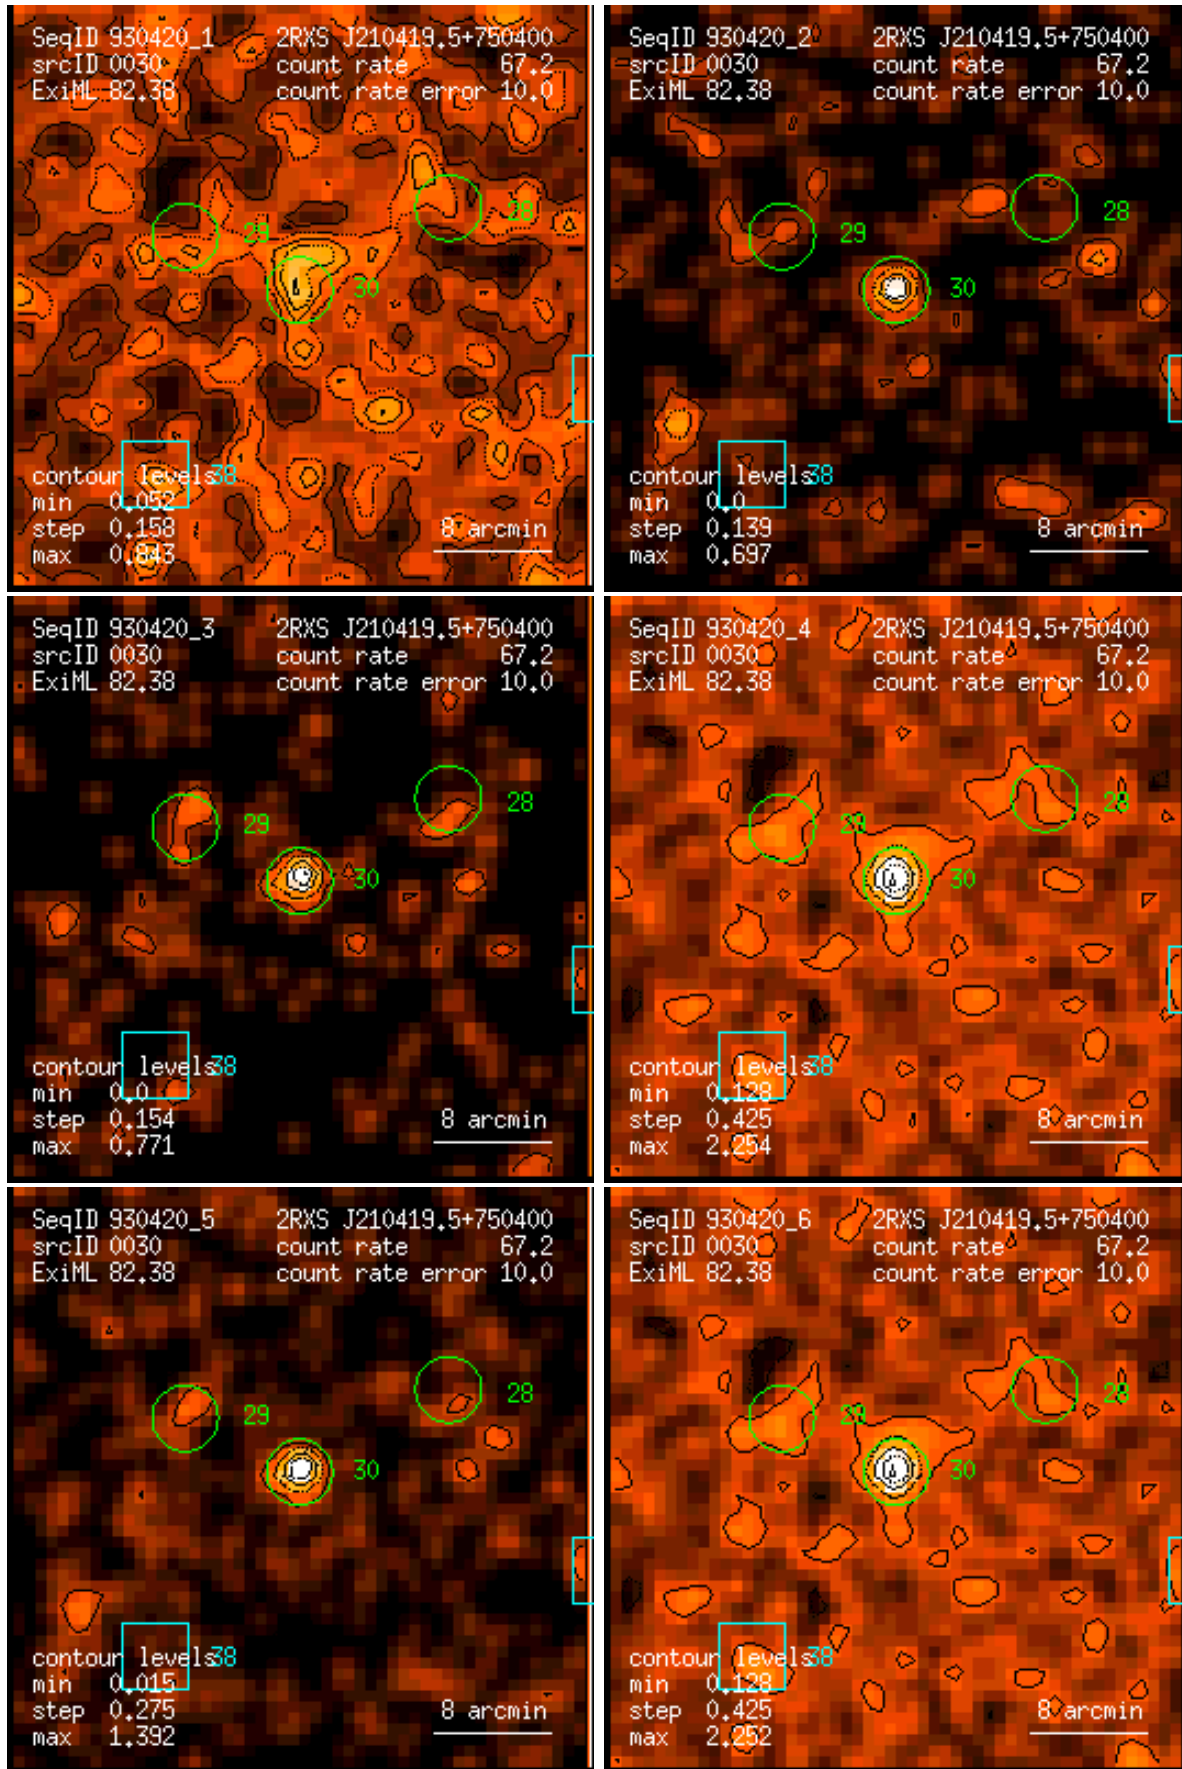 SeqID 930420_1 2RXS J210419.5+750400
srcID 0030 count rate 67.2
ExiML 82.38 count rate error 10.0
28
29
30
contour levels 38
min 0.052
step 0.158 8 arcmin
max 0.843
SeqID 930420_2 2RXS J210419.5+750400
srcID 0030 count rate 67.2
ExiML 82.38 count rate error 10.0
28
29
30
contour levels 38
min 0.0
step 0.139 8 arcmin
max 0.697
SeqID 930420_3 2RXS J210419.5+750400
srcID 0030 count rate 67.2
ExiML 82.38 count rate error 10.0
28
29
30
contour levels 38
min 0.0
step 0.154 8 arcmin
max 0.771
SeqID 930420_4 2RXS J210419.5+750400
srcID 0030 count rate 67.2
ExiML 82.38 count rate error 10.0
28
29
30
contour levels 38
min 0.128
step 0.425 8 arcmin
max 2.254
SeqID 930420_5 2RXS J210419.5+750400
srcID 0030 count rate 67.2
ExiML 82.38 count rate error 10.0
28
29
30
contour levels 38
min 0.015
step 0.275 8 arcmin
max 1.392
SeqID 930420_6 2RXS J210419.5+750400
srcID 0030 count rate 67.2
ExiML 82.38 count rate error 10.0
28
29
30
contour levels 38
min 0.128
step 0.425 8 arcmin
max 2.252